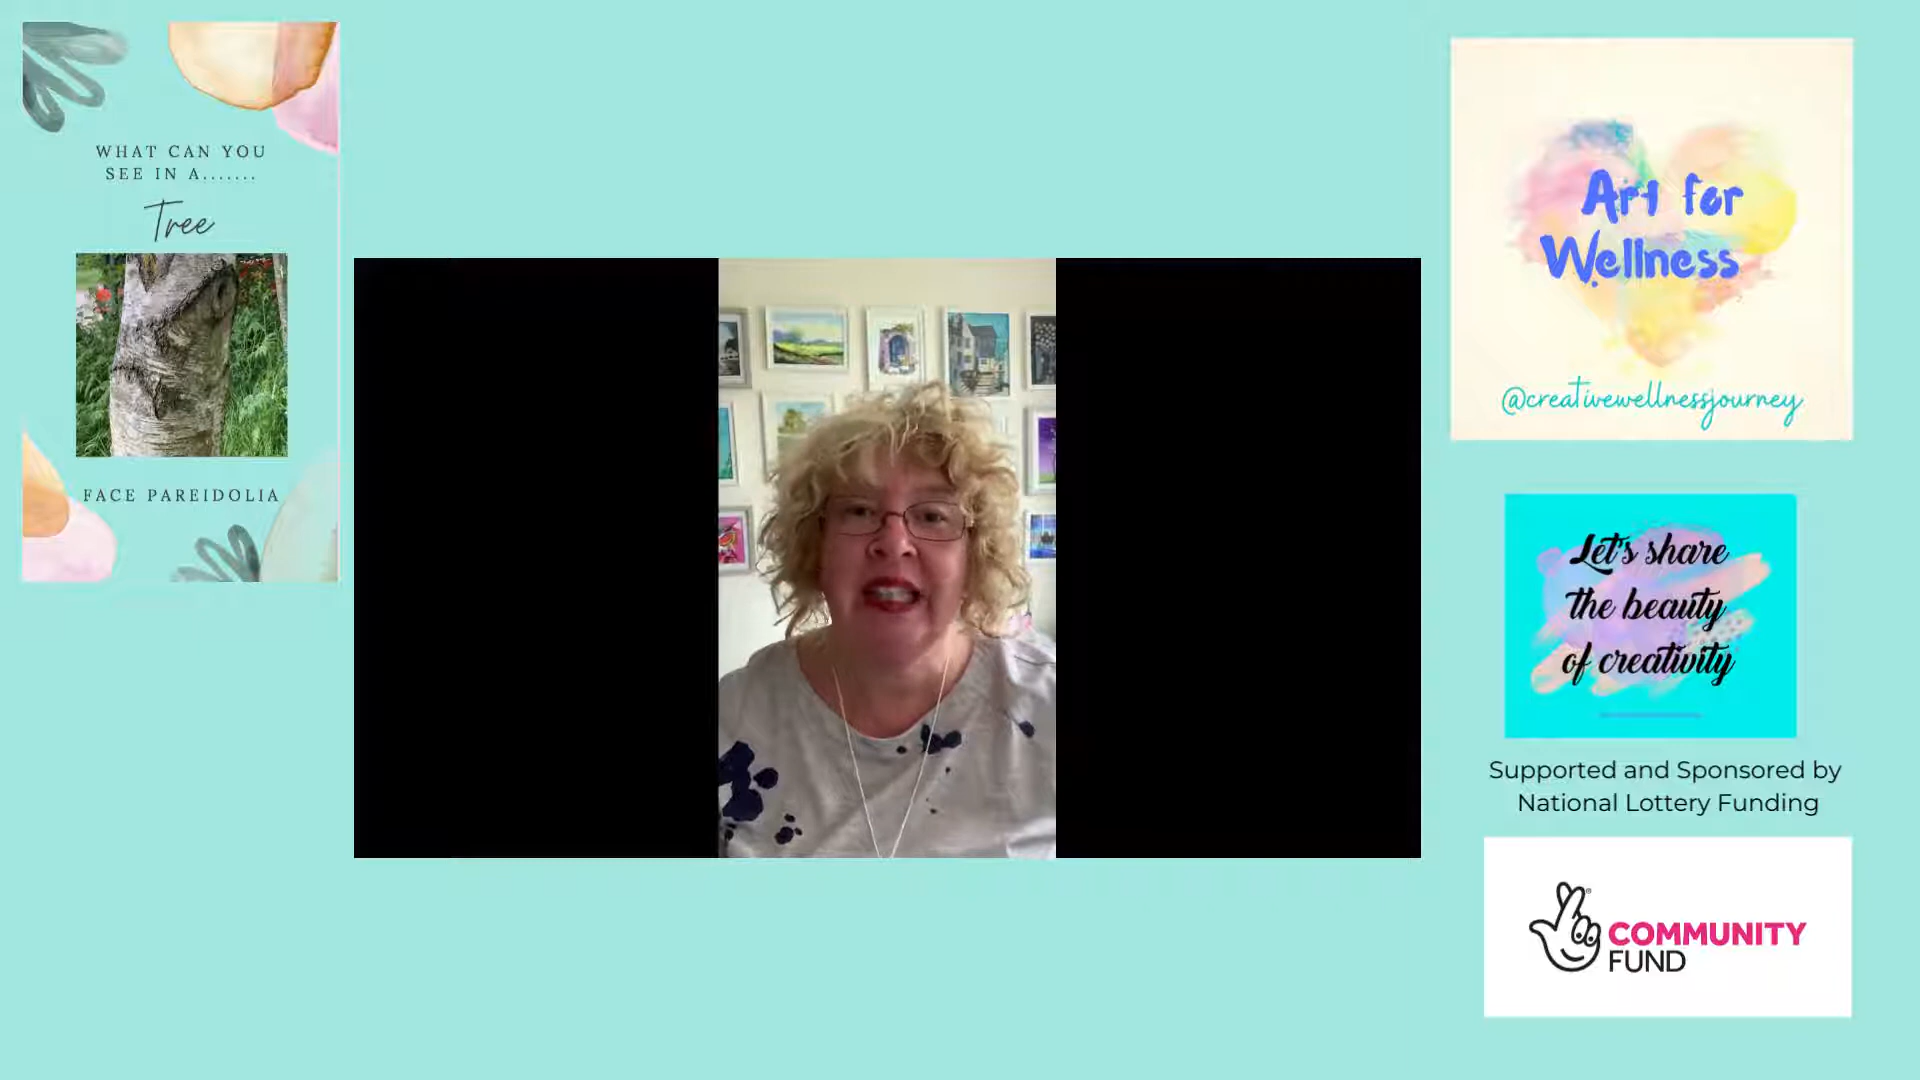 WHAT CAN YOU
SEE IN A.......
Tree
FACE PAREIDOLIA
Art for
Wellness
@creativewellnessjourney
Let's share
the beauty
of creativity
Supported and Sponsored by
National Lottery Funding
COMMUNITY
FUND